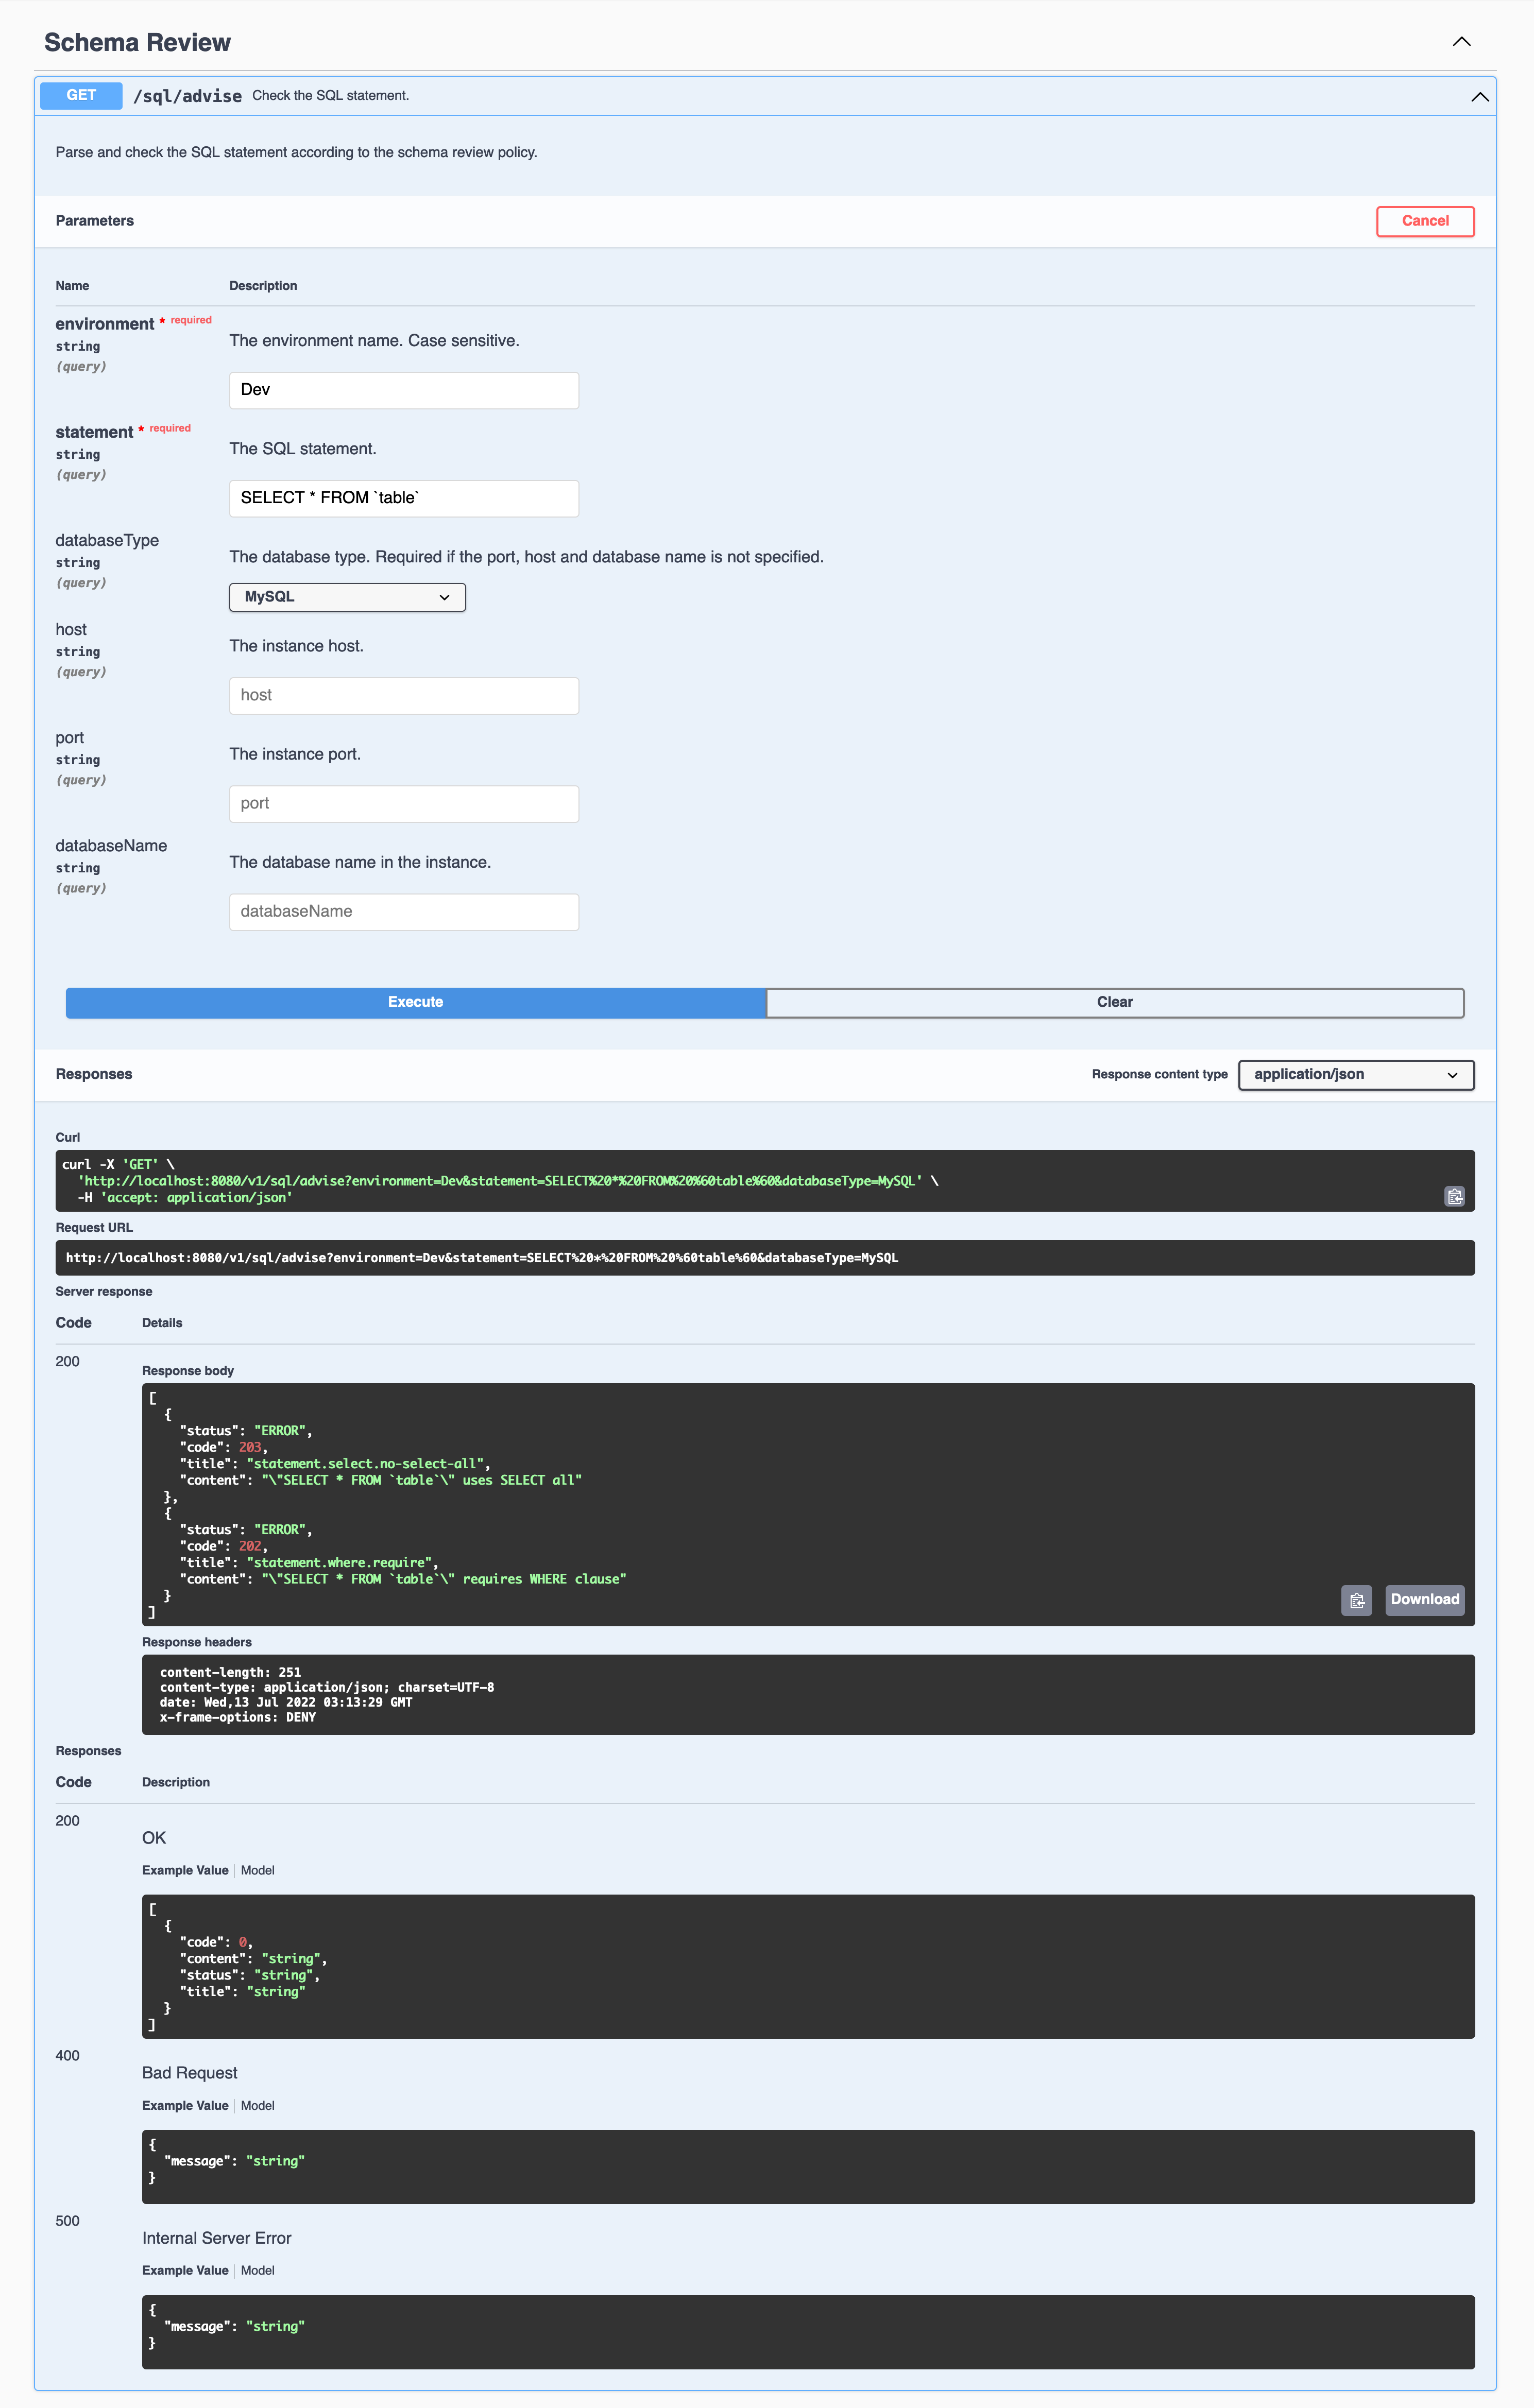 Schema Review
GET /sql/advise Check the SQL statement.
Parse and check the SQL statement according to the schema review policy.
Parameters Cancel
Name Description
environment * required
string
(query)
The environment name. Case sensitive.
Dev
statement * required
string
(query)
The SQL statement.
SELECT * FROM `table`
databaseType
string
(query)
The database type. Required if the port, host and database name is not specified.
MySQL
host
string
(query)
The instance host.
host
port
string
(query)
The instance port.
port
databaseName
string
(query)
The database name in the instance.
databaseName
Execute Clear
Responses Response content type application/json
Curl
curl -X 'GET' \
  'http://localhost:8080/v1/sql/advise?environment=Dev&statement=SELECT%20*%20FROM%20%60table%60&databaseType=MySQL' \
  -H 'accept: application/json'
Request URL
http://localhost:8080/v1/sql/advise?environment=Dev&statement=SELECT%20*%20FROM%20%60table%60&databaseType=MySQL
Server response
Code Details
200
Response body
[
  {
    "status": "ERROR",
    "code": 203,
    "title": "statement.select.no-select-all",
    "content": "\"SELECT * FROM `table`\" uses SELECT all"
  },
  {
    "status": "ERROR",
    "code": 202,
    "title": "statement.where.require",
    "content": "\"SELECT * FROM `table`\" requires WHERE clause"
  }
]
Download
Response headers
content-length: 251
content-type: application/json; charset=UTF-8
date: Wed,13 Jul 2022 03:13:29 GMT
x-frame-options: DENY
Responses
Code Description
200
OK
Example Value Model
[
  {
    "code": 0,
    "content": "string",
    "status": "string",
    "title": "string"
  }
]
400
Bad Request
Example Value Model
{
  "message": "string"
}
500
Internal Server Error
Example Value Model
{
  "message": "string"
}